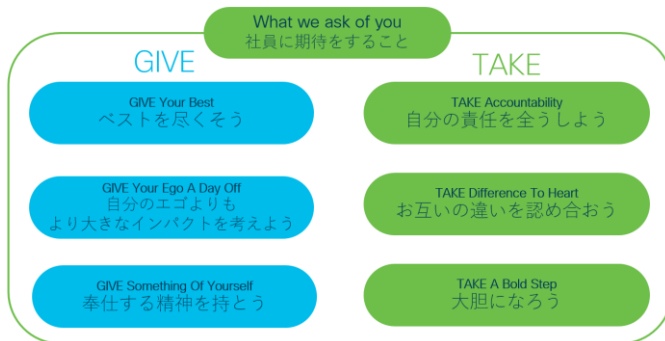 What we ask of you
社員に期待をすること
GIVE
GIVE Your Best
ベストを尽くそう
GIVE Your Ego A Day Off
自分のエゴよりも
より大きなインパクトを考えよう
GIVE Something Of Yourself
奉仕する精神を持とう
TAKE
TAKE Accountability
自分の責任を全うしよう
TAKE Difference To Heart
お互いの違いを認め合おう
TAKE A Bold Step
大胆になろう